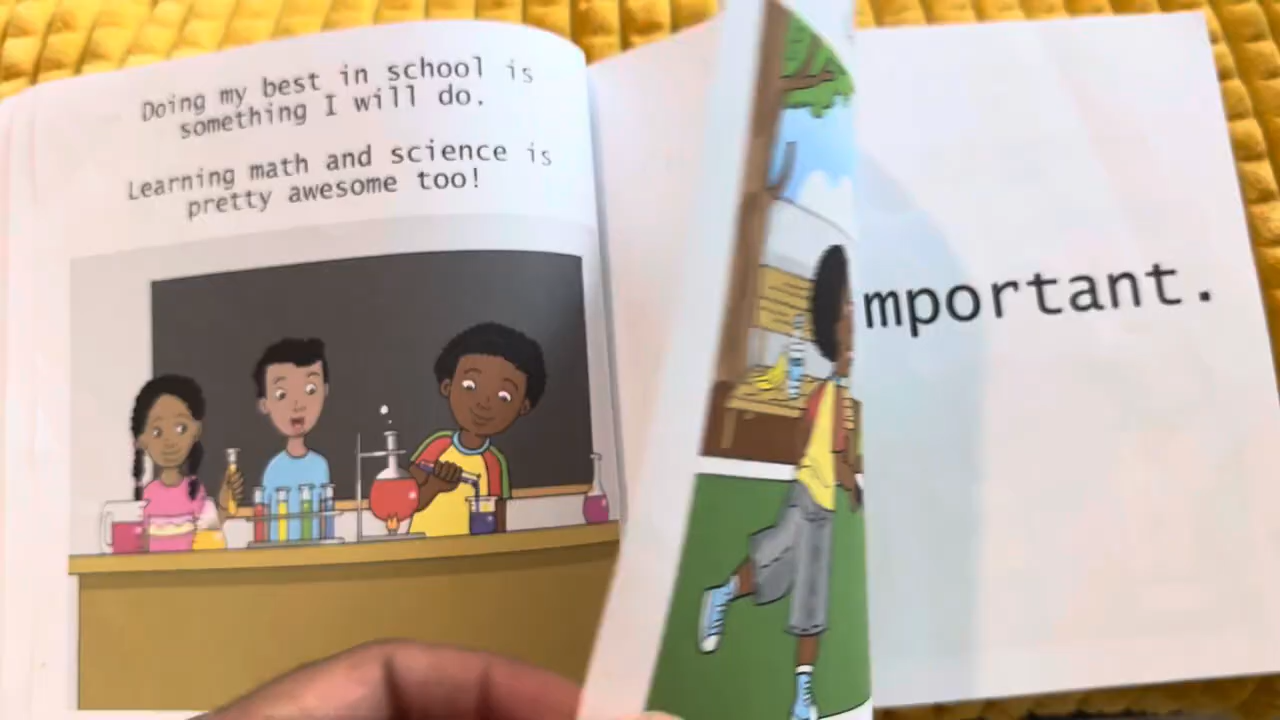 Doing my best in school is
something I will do.
Learning math and science is
pretty awesome too!
mportant.